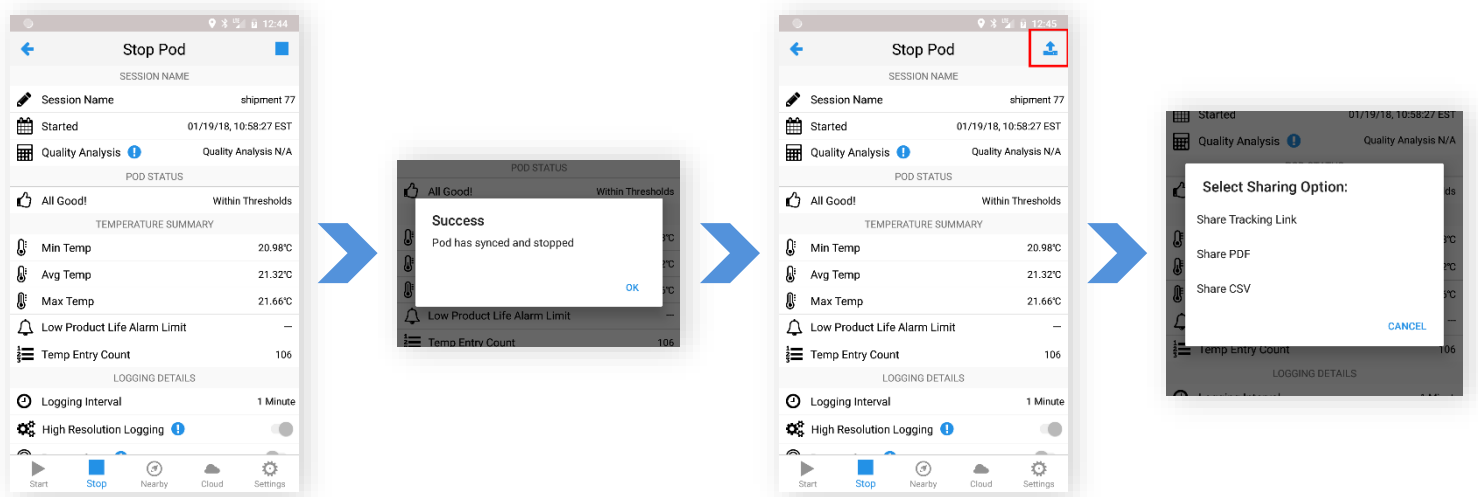 12:44
Stop Pod
SESSION NAME
Session Name shipment 77
Started 01/19/18, 10:58:27 EST
Quality Analysis Quality Analysis N/A
POD STATUS
All Good! Within Thresholds
TEMPERATURE SUMMARY
Min Temp 20.98°C
Avg Temp 21.32°C
Max Temp 21.66°C
Low Product Life Alarm Limit —
Temp Entry Count 106
LOGGING DETAILS
Logging Interval 1 Minute
High Resolution Logging
Start Stop Nearby Cloud Settings
POD STATUS
All Good! Within Thresholds
Success
Pod has synced and stopped
OK
Low Product Life Alarm Limit
Temp Entry Count 106
12:45
Stop Pod
SESSION NAME
Session Name shipment 77
Started 01/19/18, 10:58:27 EST
Quality Analysis Quality Analysis N/A
POD STATUS
All Good! Within Thresholds
TEMPERATURE SUMMARY
Min Temp 20.98°C
Avg Temp 21.32°C
Max Temp 21.66°C
Low Product Life Alarm Limit —
Temp Entry Count 106
LOGGING DETAILS
Logging Interval 1 Minute
High Resolution Logging
Start Stop Nearby Cloud Settings
Started 01/19/18, 10:58:27 EST
Quality Analysis Quality Analysis N/A
Select Sharing Option:
Share Tracking Link
Share PDF
Share CSV
CANCEL
Temp Entry Count 106
LOGGING DETAILS